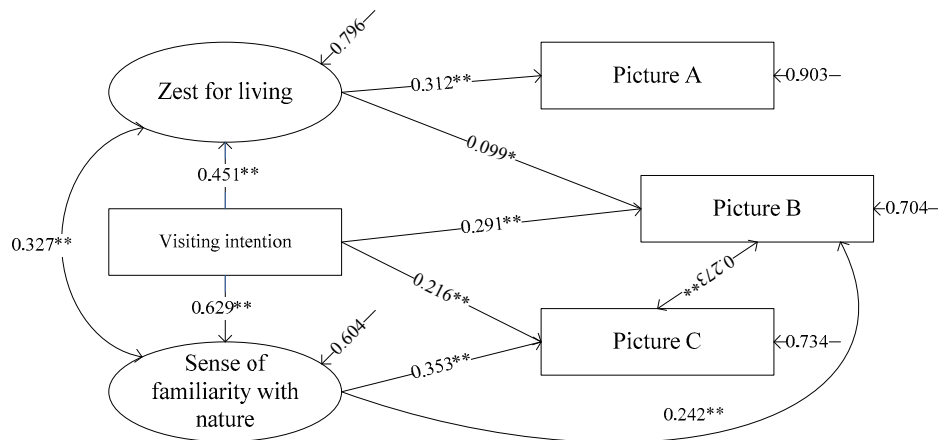 0.796
Zest for living
0.312**
Picture A
0.903
0.099*
0.451**
Picture B
0.704
0.291**
Visiting intention
0.327**
0.273**
0.216**
0.629**
0.604
Picture C
0.734
Sense of
familiarity with
nature
0.353**
0.242**